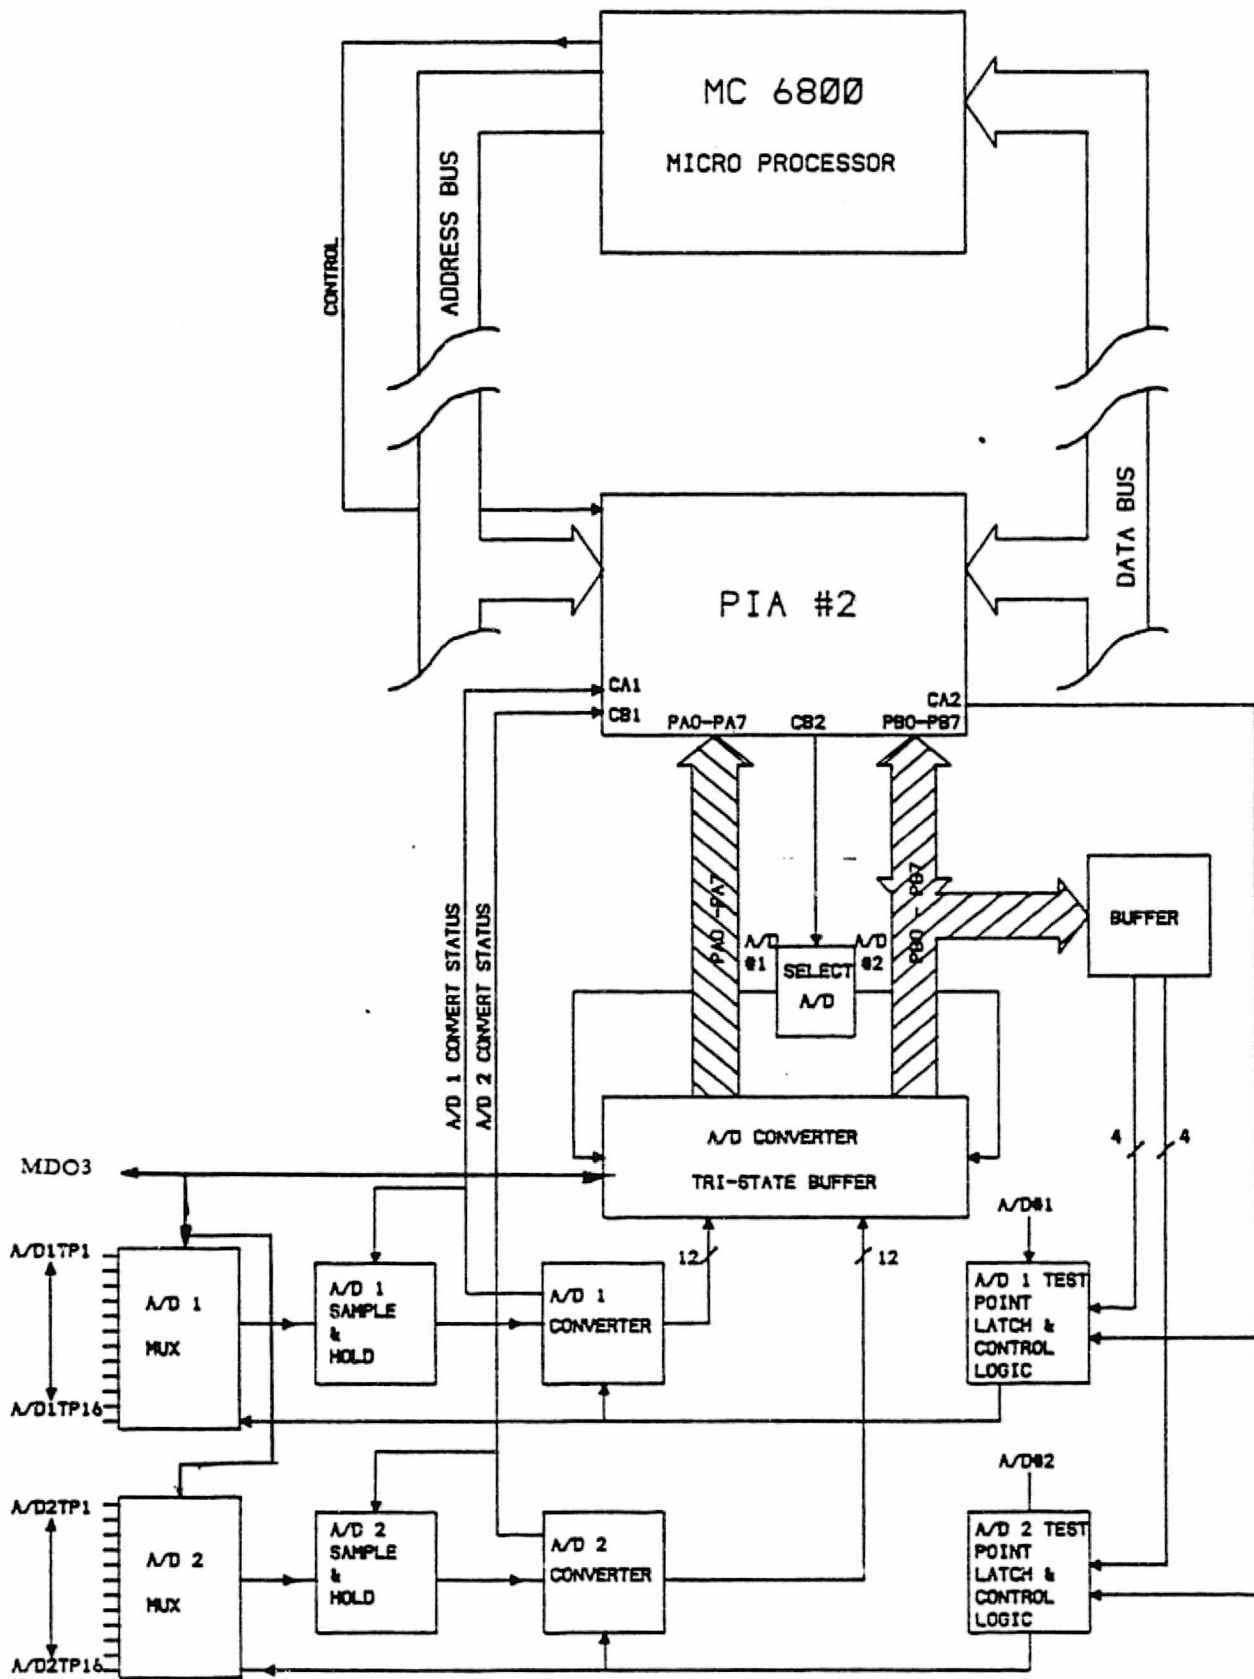 MC 6800
MICRO PROCESSOR
CONTROL
ADDRESS BUS
DATA BUS
PIA #2
CA1
CB1
CA2
PA0-PA7
CB2
PB0-PB7
A/D 1 CONVERT STATUS
A/D 2 CONVERT STATUS
PA0 -PA7
PB0 - PB7
BUFFER
A/D
#1
SELECT
A/D
A/D
#2
A/D CONVERTER
TRI-STATE BUFFER
4
4
MDO3
12
12
A/D#1
A/D1TP1
A/D1TP16
A/D 1
MUX
A/D 1
SAMPLE
&
HOLD
A/D 1
CONVERTER
A/D 1 TEST
POINT
LATCH &
CONTROL
LOGIC
A/D#2
A/D2TP1
A/D2TP16
A/D 2
MUX
A/D 2
SAMPLE
&
HOLD
A/D 2
CONVERTER
A/D 2 TEST
POINT
LATCH &
CONTROL
LOGIC